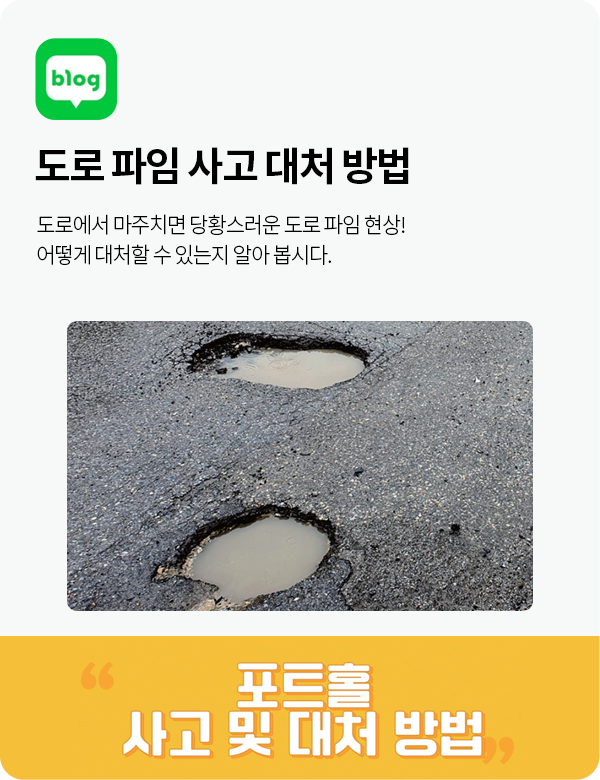 blog
도로 파임 사고 대처 방법
도로에서 마주치면 당황스러운 도로 파임 현상!
어떻게 대처할 수 있는지 알아 봅시다.
“ 포트홀
사고 및 대처 방법 ”